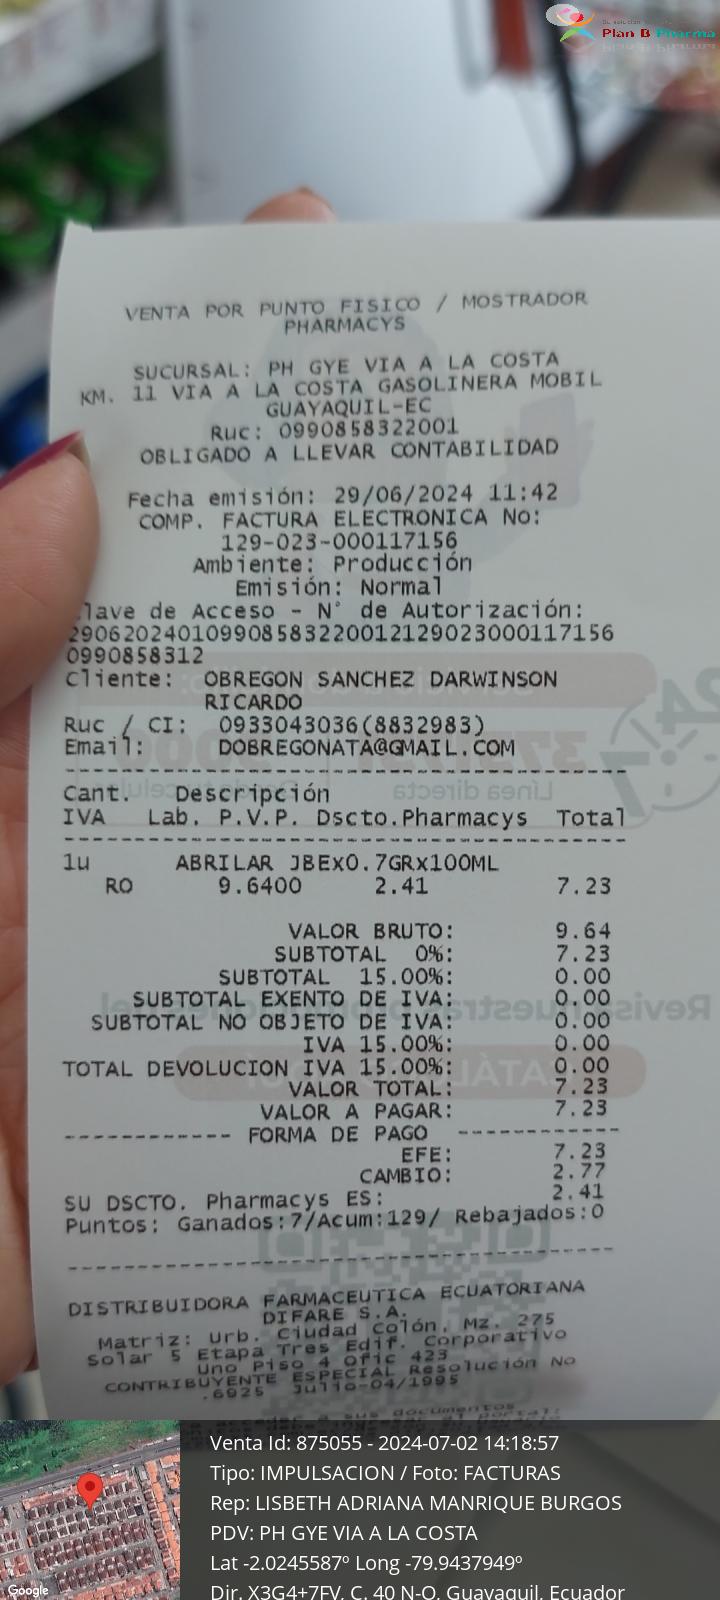 Plan B Pharma
VENTA POR PUNTO FISICO / MOSTRADOR
PHARMACYS
SUCURSAL: PH GYE VIA A LA COSTA
KM. 11 VIA A LA COSTA GASOLINERA MOBIL
GUAYAQUIL-EC
Ruc: 0990858322001
OBLIGADO A LLEVAR CONTABILIDAD
Fecha emisión: 29/06/2024 11:42
COMP. FACTURA ELECTRONICA No:
129-023-000117156
Ambiente: Producción
Emisión: Normal
lave de Acceso - N° de Autorización:
290620240109908583220012129023000117156
0990858312
Cliente: OBREGON SANCHEZ DARWINSON
RICARDO
Ruc / CI: 0933043036(8832983)
Email: DOBREGONATA@GMAIL.COM
Cant. Descripción
IVA Lab. P.V.P. Dscto.Pharmacys Total
1u ABRILAR JBEx0.7GRx100ML
RO 9.6400 2.41 7.23
VALOR BRUTO: 9.64
SUBTOTAL 0%: 7.23
SUBTOTAL 15.00%: 0.00
SUBTOTAL EXENTO DE IVA: 0.00
SUBTOTAL NO OBJETO DE IVA: 0.00
IVA 15.00%: 0.00
TOTAL DEVOLUCION IVA 15.00%: 0.00
VALOR TOTAL: 7.23
VALOR A PAGAR: 7.23
------------ FORMA DE PAGO ------------
EFE: 7.23
CAMBIO: 2.77
SU DSCTO. Pharmacys ES: 2.41
Puntos: Ganados:7/Acum:129/ Rebajados:0
DISTRIBUIDORA FARMACEUTICA ECUATORIANA
DIFARE S.A.
Matriz: Urb. Ciudad Colón, Mz. 275
Solar 5 Etapa Tres Edif. Corporativo
Uno Piso 4 Ofic 423
CONTRIBUYENTE ESPECIAL Resolución No
.6925 Julio-04/1995
Venta Id: 875055 - 2024-07-02 14:18:57
Tipo: IMPULSACION / Foto: FACTURAS
Rep: LISBETH ADRIANA MANRIQUE BURGOS
PDV: PH GYE VIA A LA COSTA
Lat -2.0245587º Long -79.9437949º
Dir. X3G4+7FV, C. 40 N-O, Guayaquil, Ecuador
Google